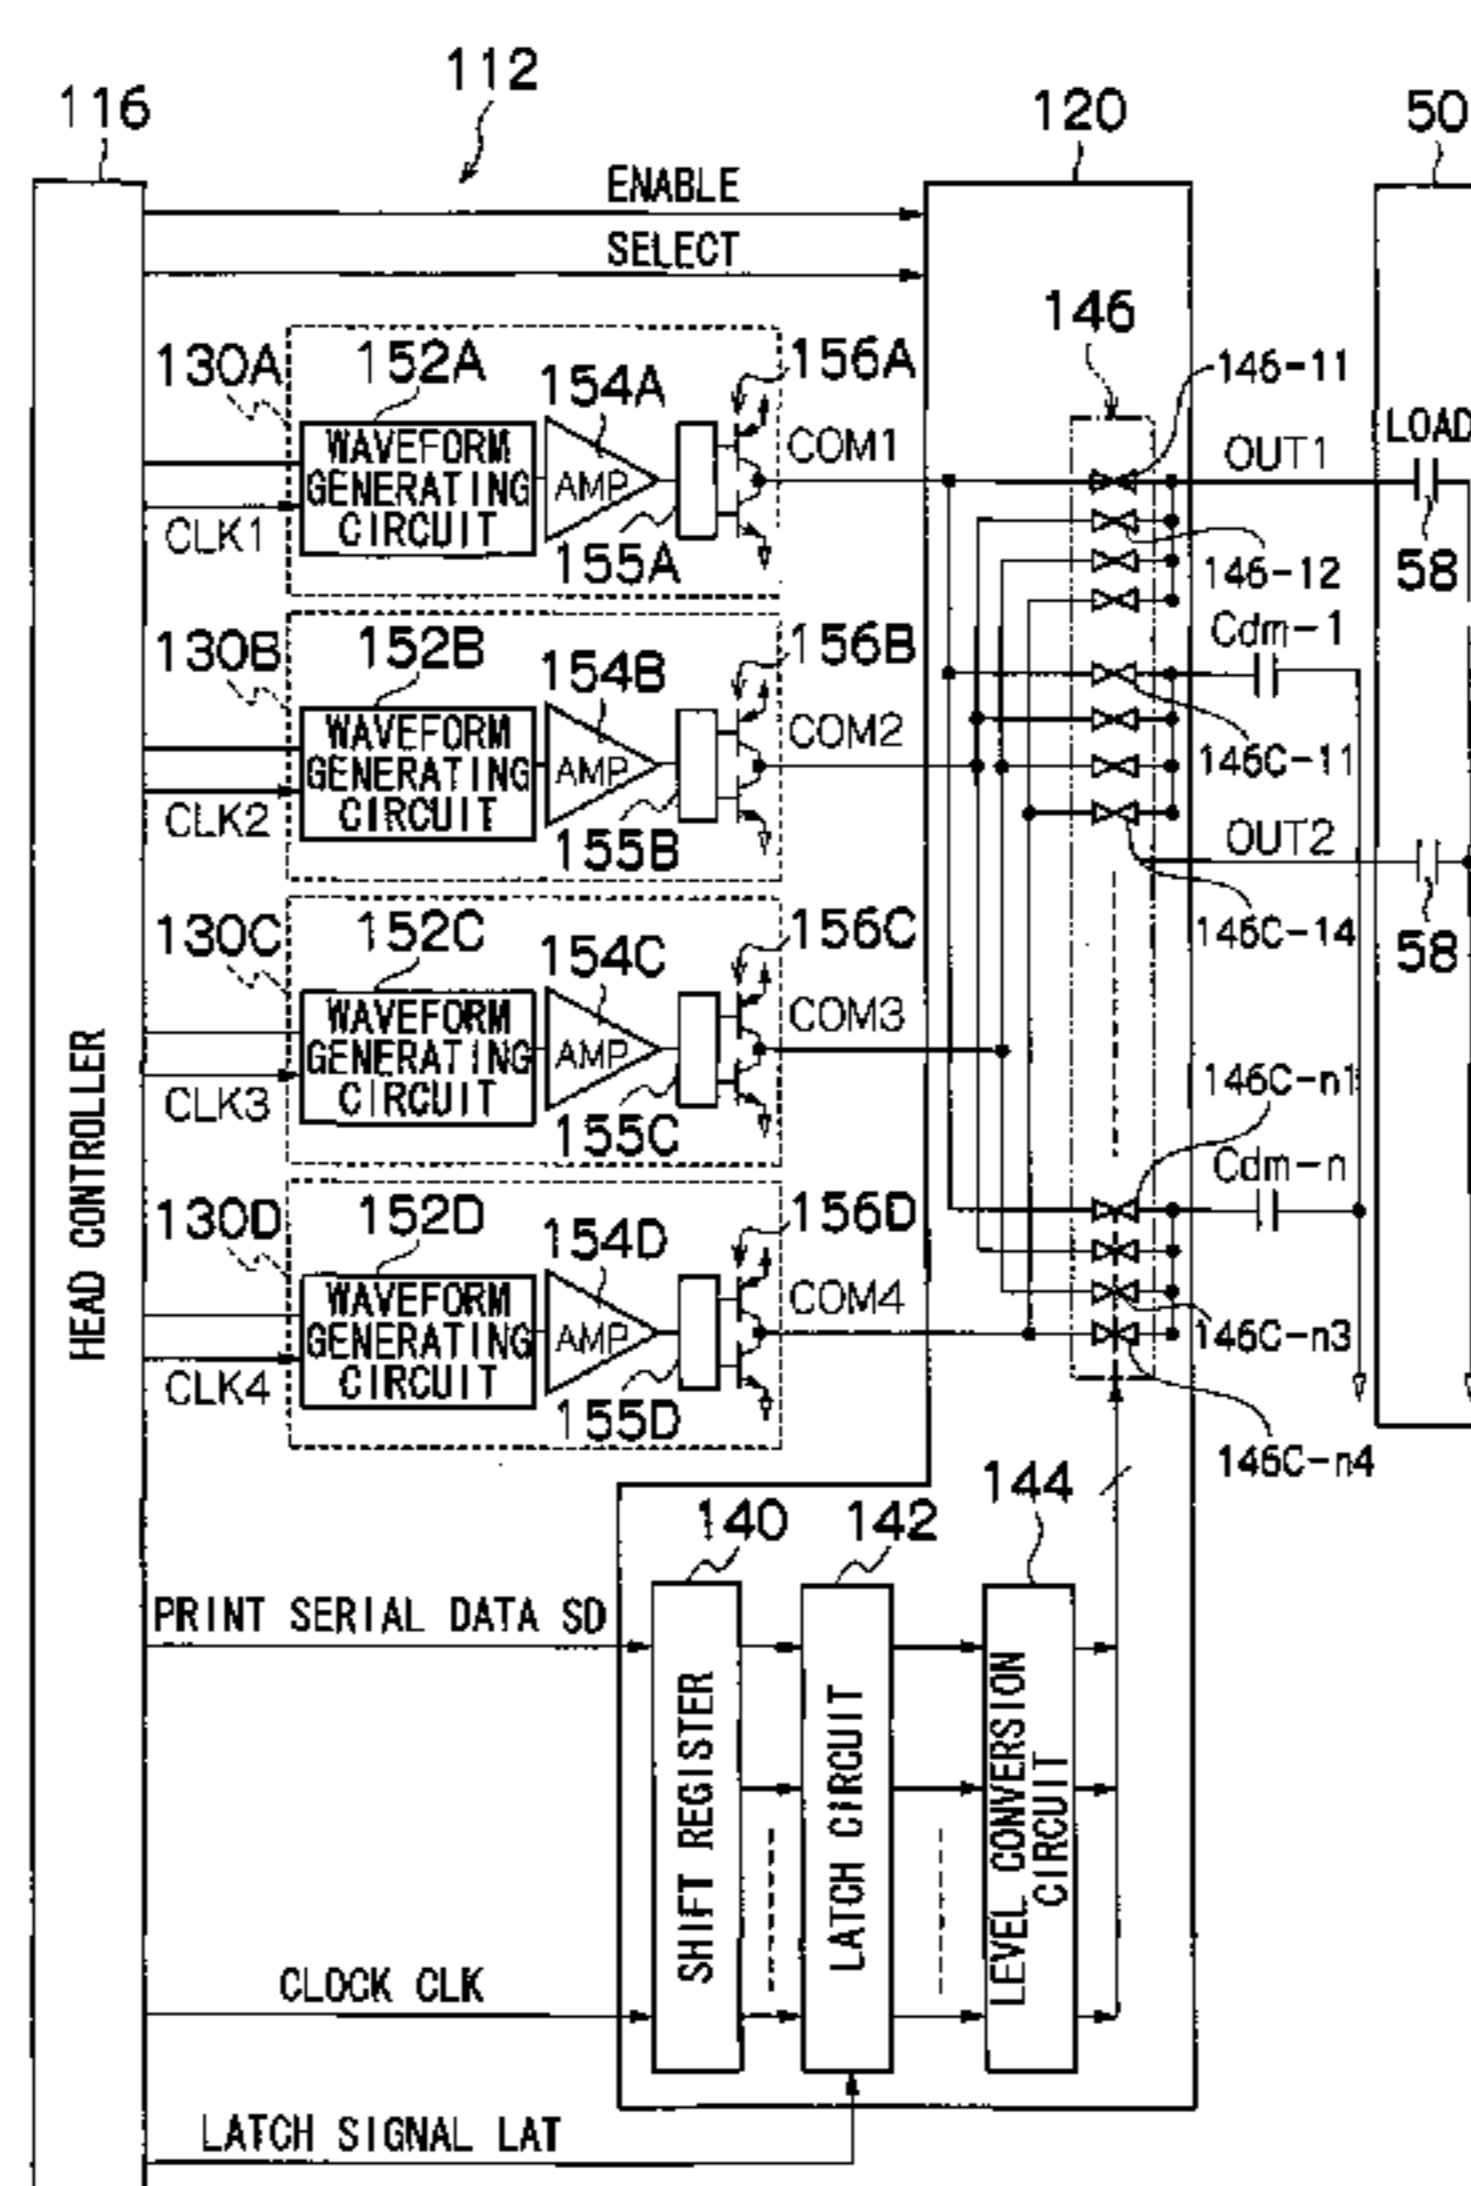 112
116
120
50
ENABLE
SELECT
146
130A
152A
154A
156A
146-11
WAVEFORM
GENERATING
CIRCUIT
AMP
COM1
OUT1
LOAD
CLK1
155A
146-12
58
Cdm-1
130B
152B
154B
156B
WAVEFORM
GENERATING
CIRCUIT
AMP
COM2
146C-11
CLK2
155B
OUT2
130C
152C
154C
156C
146C-14
58
WAVEFORM
GENERATING
CIRCUIT
AMP
COM3
CLK3
155C
146C-n1
Cdm-n
HEAD CONTROLLER
130D
152D
154D
156D
WAVEFORM
GENERATING
CIRCUIT
AMP
COM4
146C-n3
CLK4
155D
146C-n4
140
142
144
PRINT SERIAL DATA SD
SHIFT REGISTER
LATCH CIRCUIT
LEVEL CONVERSION
CIRCUIT
CLOCK CLK
LATCH SIGNAL LAT